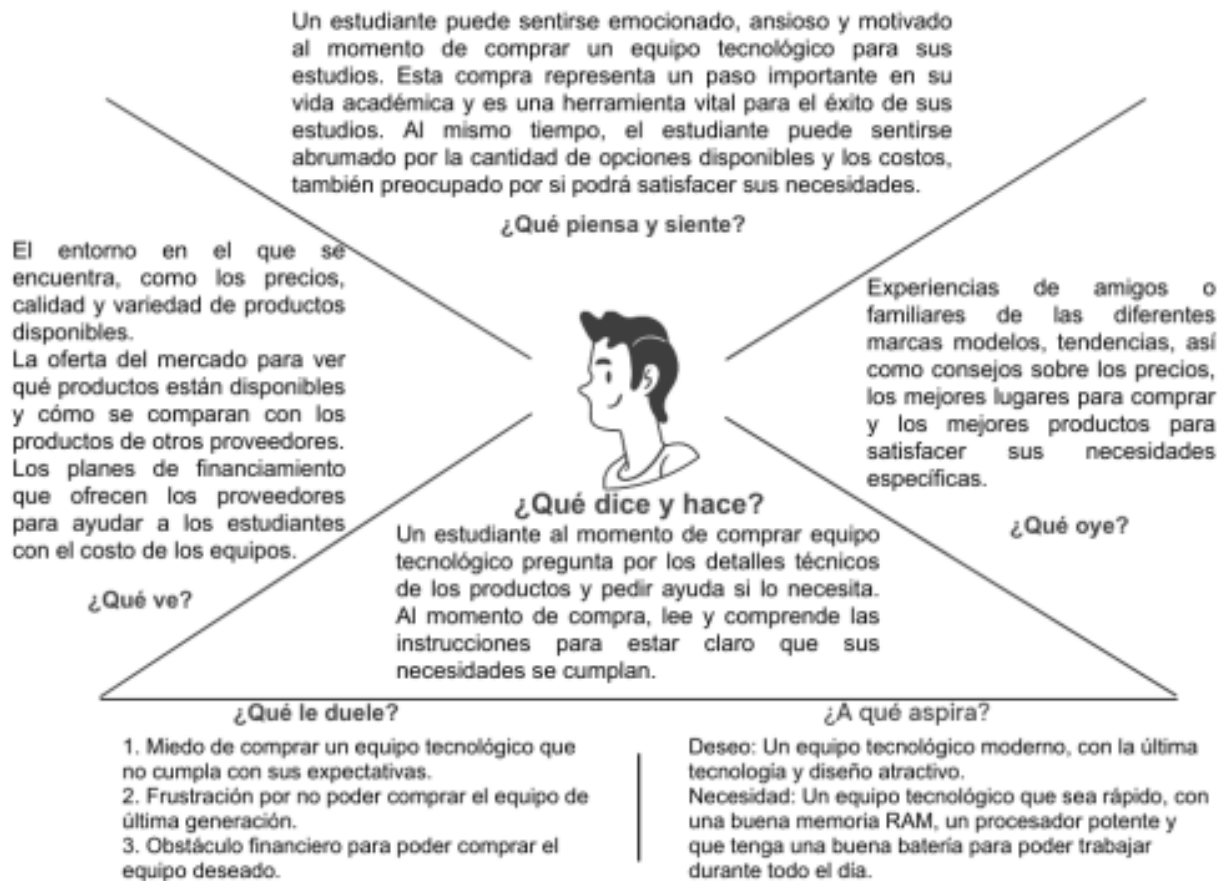 Un estudiante puede sentirse emocionado, ansioso y motivado
al momento de comprar un equipo tecnológico para sus
estudios. Esta compra representa un paso importante en su
vida académica y es una herramienta vital para el éxito de sus
estudios. Al mismo tiempo, el estudiante puede sentirse
abrumado por la cantidad de opciones disponibles y los costos,
también preocupado por si podrá satisfacer sus necesidades.
¿Qué piensa y siente?
El entorno en el que se
encuentra, como los precios,
calidad y variedad de productos
disponibles.
La oferta del mercado para ver
qué productos están disponibles
y cómo se comparan con los
productos de otros proveedores.
Los planes de financiamiento
que ofrecen los proveedores
para ayudar a los estudiantes
con el costo de los equipos.
¿Qué ve?
Experiencias de amigos o
familiares de las diferentes
marcas modelos, tendencias, así
como consejos sobre los precios,
los mejores lugares para comprar
y los mejores productos para
satisfacer sus necesidades
específicas.
¿Qué oye?
¿Qué dice y hace?
Un estudiante al momento de comprar equipo
tecnológico pregunta por los detalles técnicos
de los productos y pedir ayuda si lo necesita.
Al momento de compra, lee y comprende las
instrucciones para estar claro que sus
necesidades se cumplan.
¿Qué le duele?
1. Miedo de comprar un equipo tecnológico que
no cumpla con sus expectativas.
2. Frustración por no poder comprar el equipo de
última generación.
3. Obstáculo financiero para poder comprar el
equipo deseado.
¿A qué aspira?
Deseo: Un equipo tecnológico moderno, con la última
tecnología y diseño atractivo.
Necesidad: Un equipo tecnológico que sea rápido, con
una buena memoria RAM, un procesador potente y
que tenga una buena batería para poder trabajar
durante todo el día.